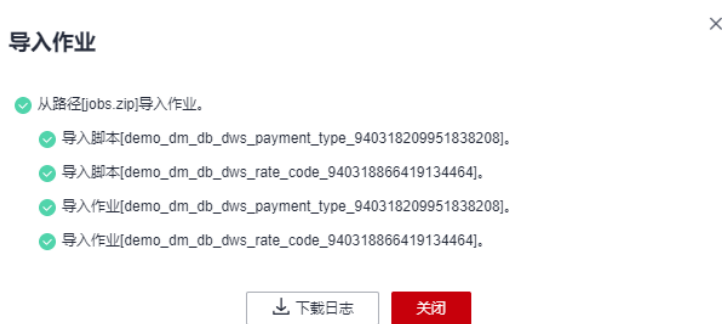 导入作业
从路径[jobs.zip]导入作业。
导入脚本[demo_dm_db_dws_payment_type_940318209951838208]。
导入脚本[demo_dm_db_dws_rate_code_940318866419134464]。
导入作业[demo_dm_db_dws_payment_type_940318209951838208]。
导入作业[demo_dm_db_dws_rate_code_940318866419134464]。
下载日志 关闭